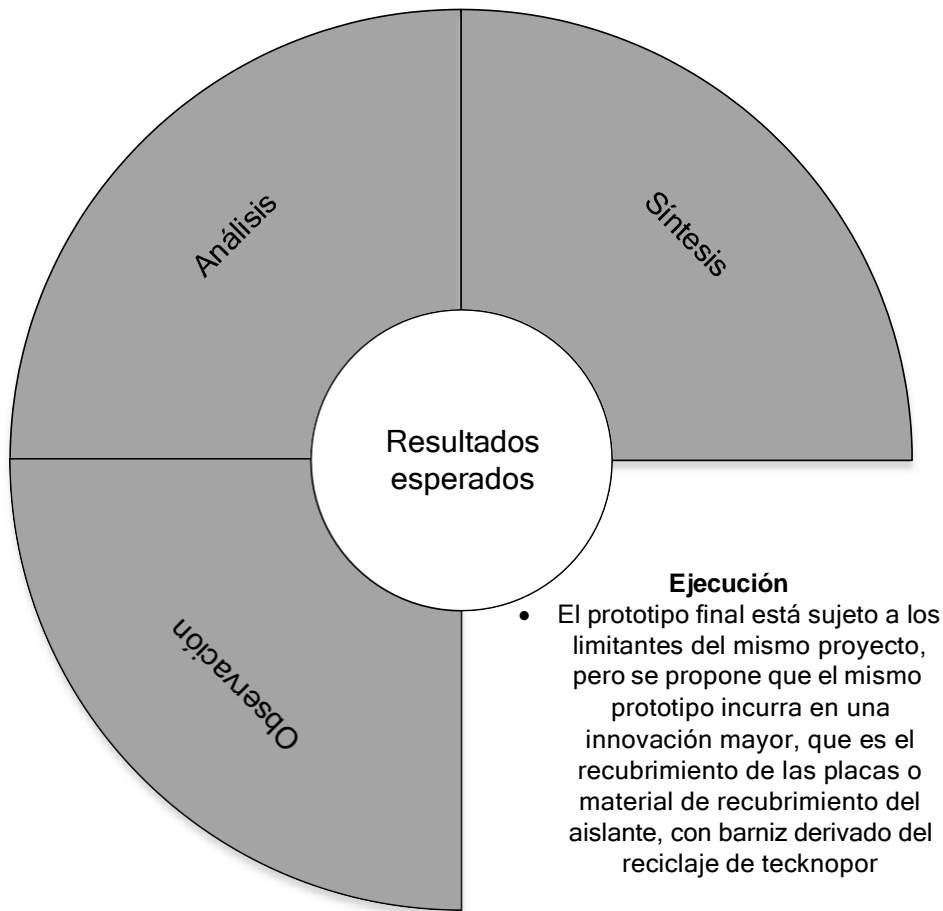 Análisis
Síntesis
Resultados
esperados
Observación
Ejecución
• El prototipo final está sujeto a los
limitantes del mismo proyecto,
pero se propone que el mismo
prototipo incurra en una
innovación mayor, que es el
recubrimiento de las placas o
material de recubrimiento del
aislante, con barniz derivado del
reciclaje de tecknopor